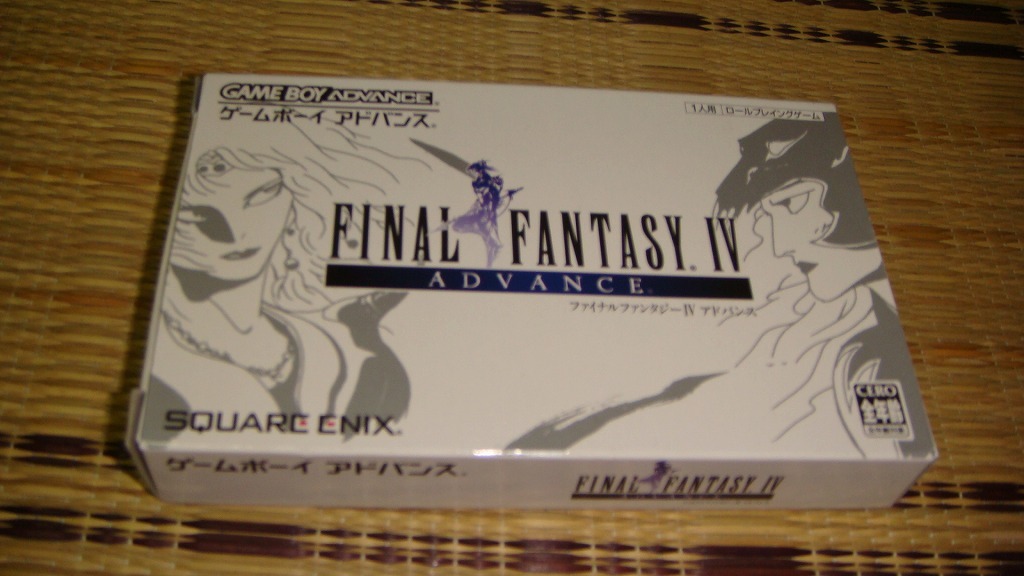 GAME BOY ADVANCE
ゲームボーイ アドバンス
1人用 ロールプレイングゲーム
FINAL FANTASY IV
ADVANCE
ファイナルファンタジーIV アドバンス
SQUARE ENIX
CERO
全年齢
ゲームボーイ アドバンス
FINAL FANTASY IV